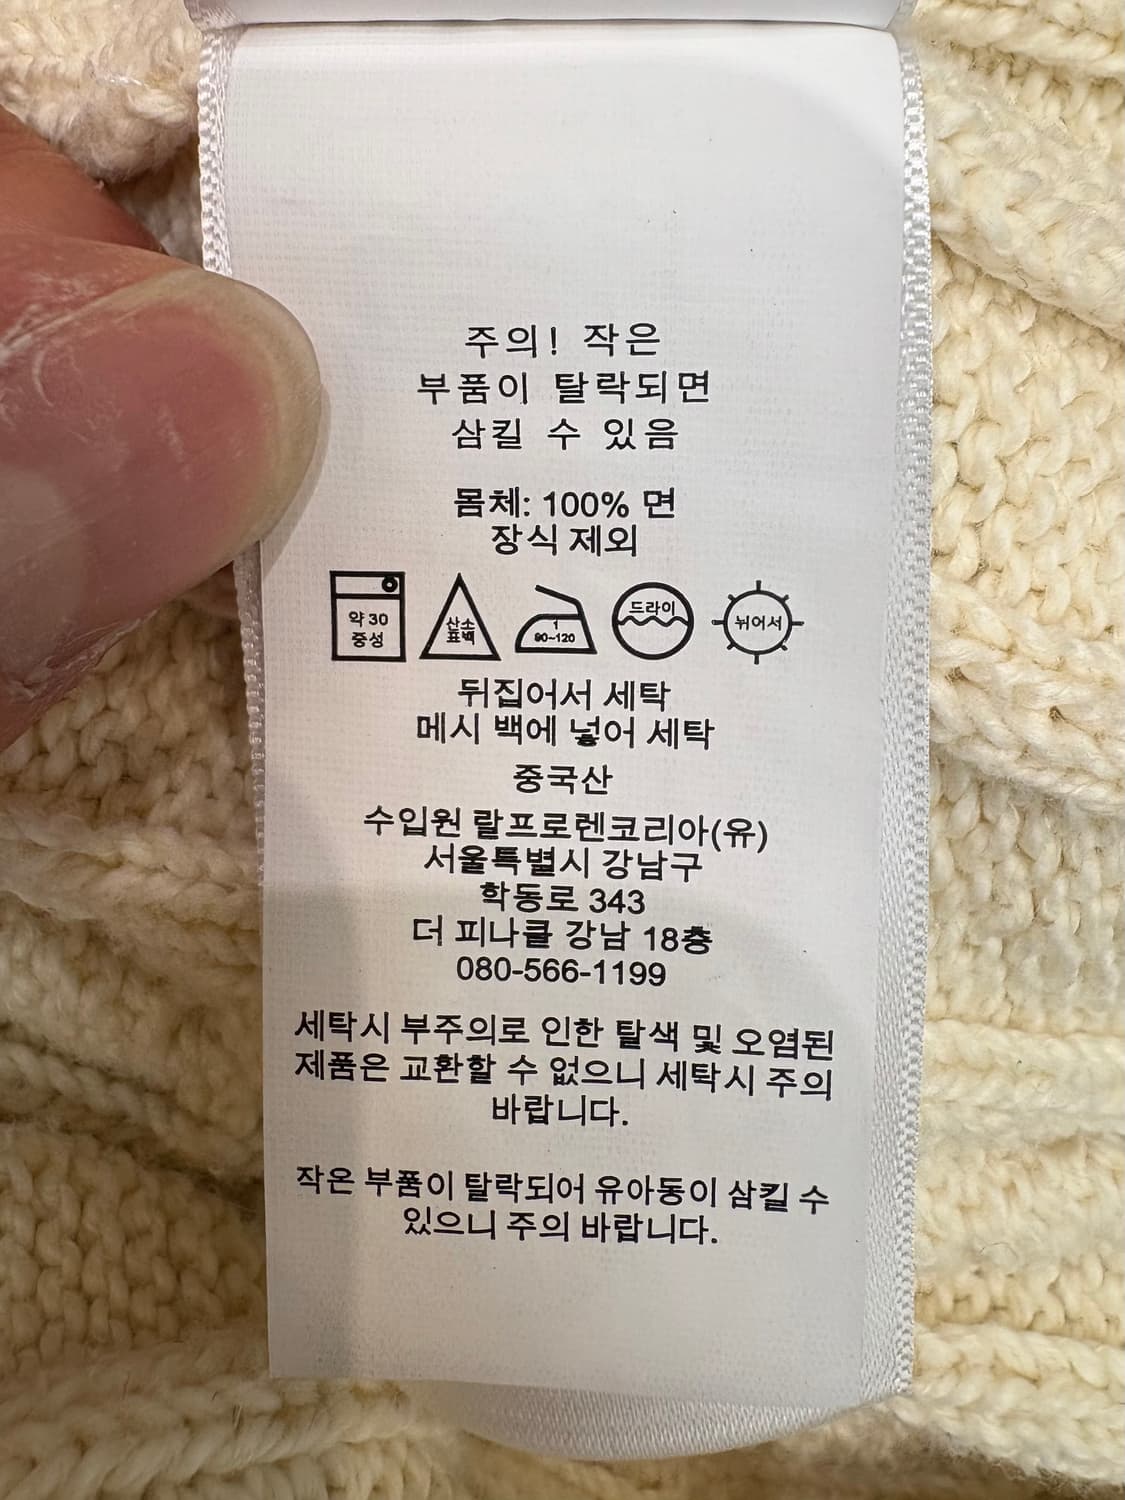 주의! 작은
부품이 탈락되면
삼킬 수 있음
몸체: 100% 면
장식 제외
약 30
중성
산소
표백
1
90~120
드라이
뉘어서
뒤집어서 세탁
메시 백에 넣어 세탁
중국산
수입원 랄프로렌코리아(유)
서울특별시 강남구
학동로 343
더 피나클 강남 18층
080-566-1199
세탁시 부주의로 인한 탈색 및 오염된
제품은 교환할 수 없으니 세탁시 주의
바랍니다.
작은 부품이 탈락되어 유아동이 삼킬 수
있으니 주의 바랍니다.